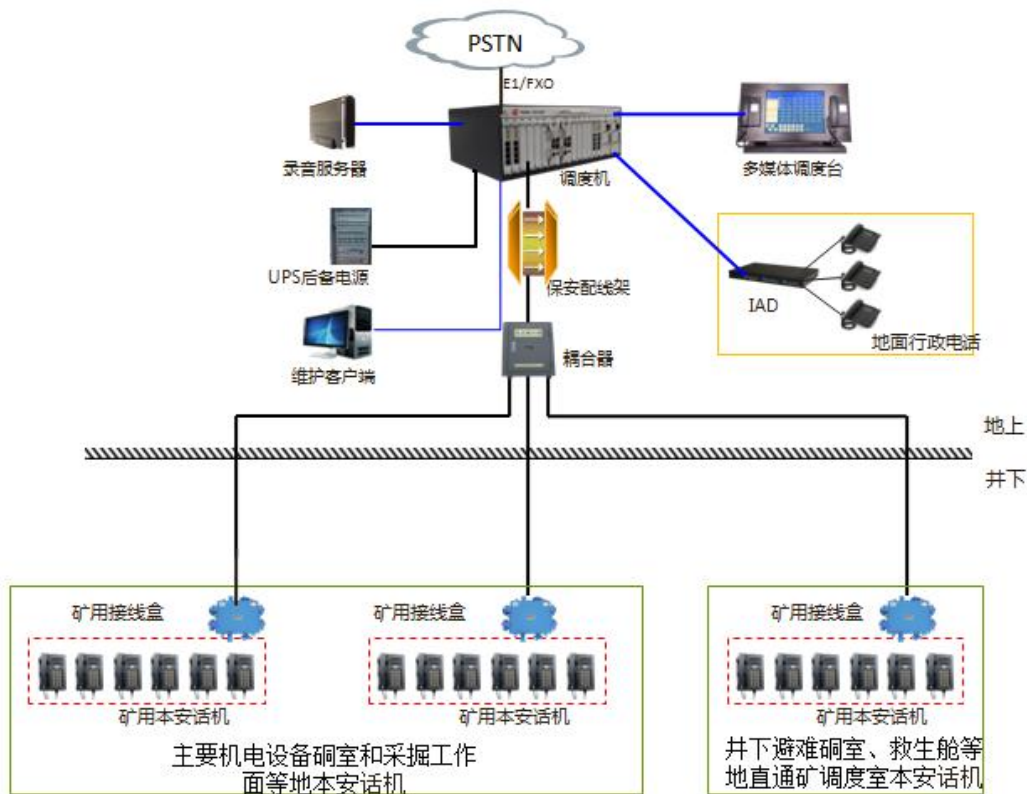 PSTN
E1/FXO
录音服务器
调度机
多媒体调度台
UPS后备电源
保安配线架
IAD
地面行政电话
维护客户端
耦合器
地上
井下
矿用接线盒
矿用接线盒
矿用接线盒
矿用本安话机
矿用本安话机
矿用本安话机
主要机电设备硐室和采掘工作
面等地本安话机
井下避难硐室、救生舱等
地直通矿调度室本安话机